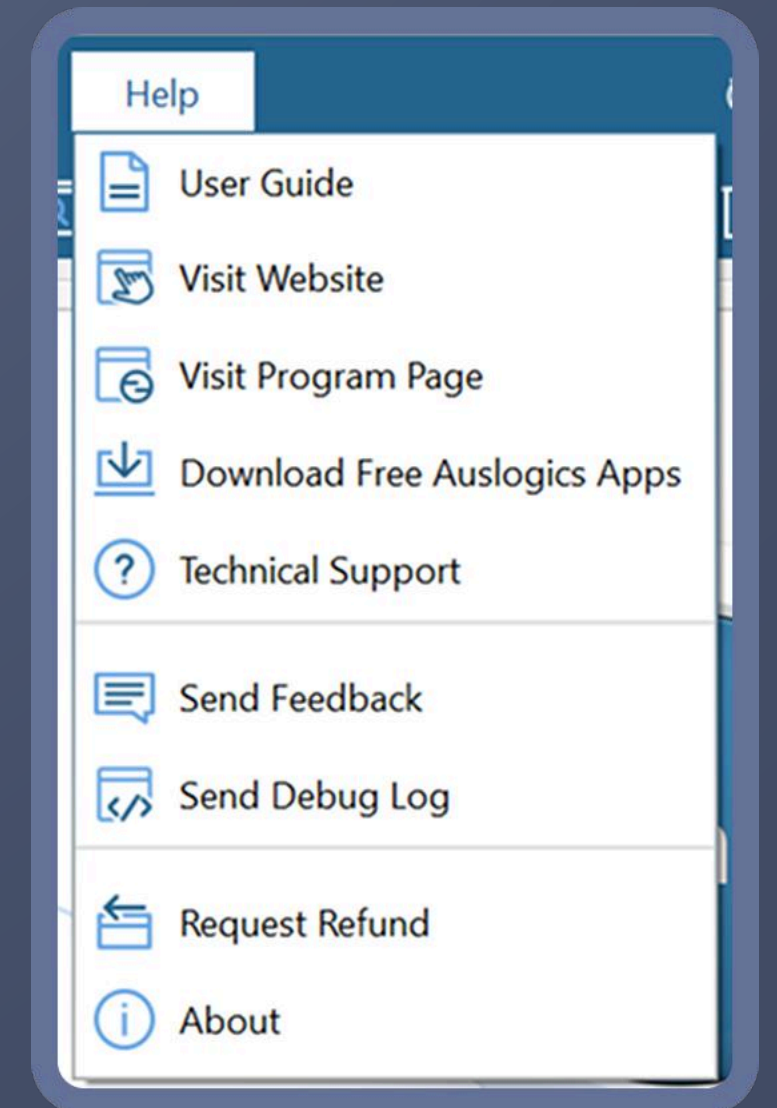 Help
User Guide
Visit Website
Visit Program Page
Download Free Auslogics Apps
Technical Support
Send Feedback
Send Debug Log
Request Refund
About